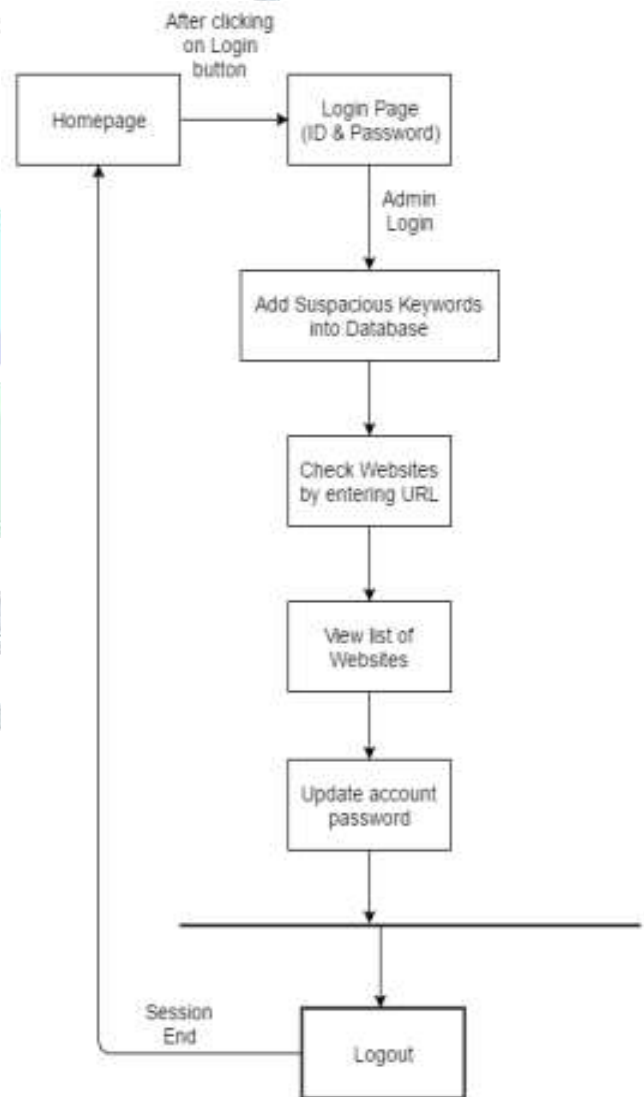 After clicking
on Login
button
Homepage
Login Page
(ID & Password)
Admin
Login
Add Suspacious Keywords
into Database
Check Websites
by entering URL
View list of
Websites
Update account
password
Session
End
Logout